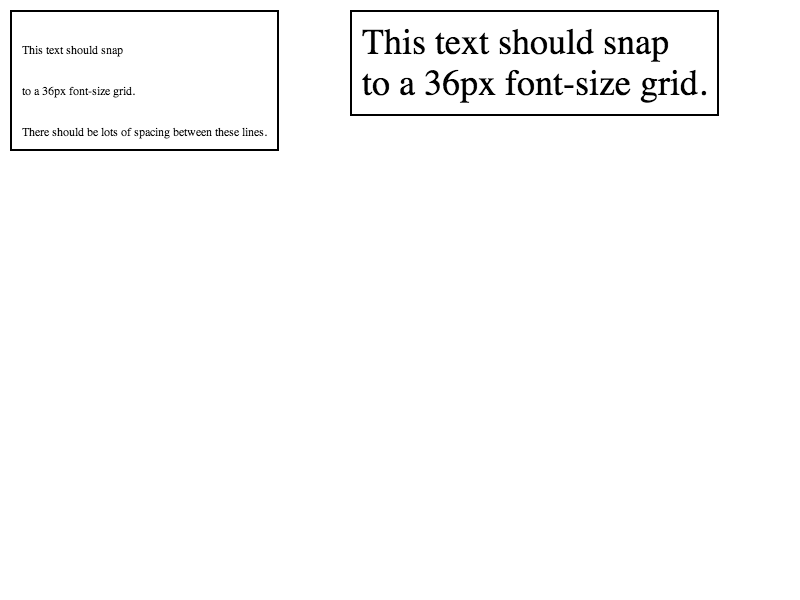 This text should snap
to a 36px font-size grid.
There should be lots of spacing between these lines.
This text should snap
to a 36px font-size grid.